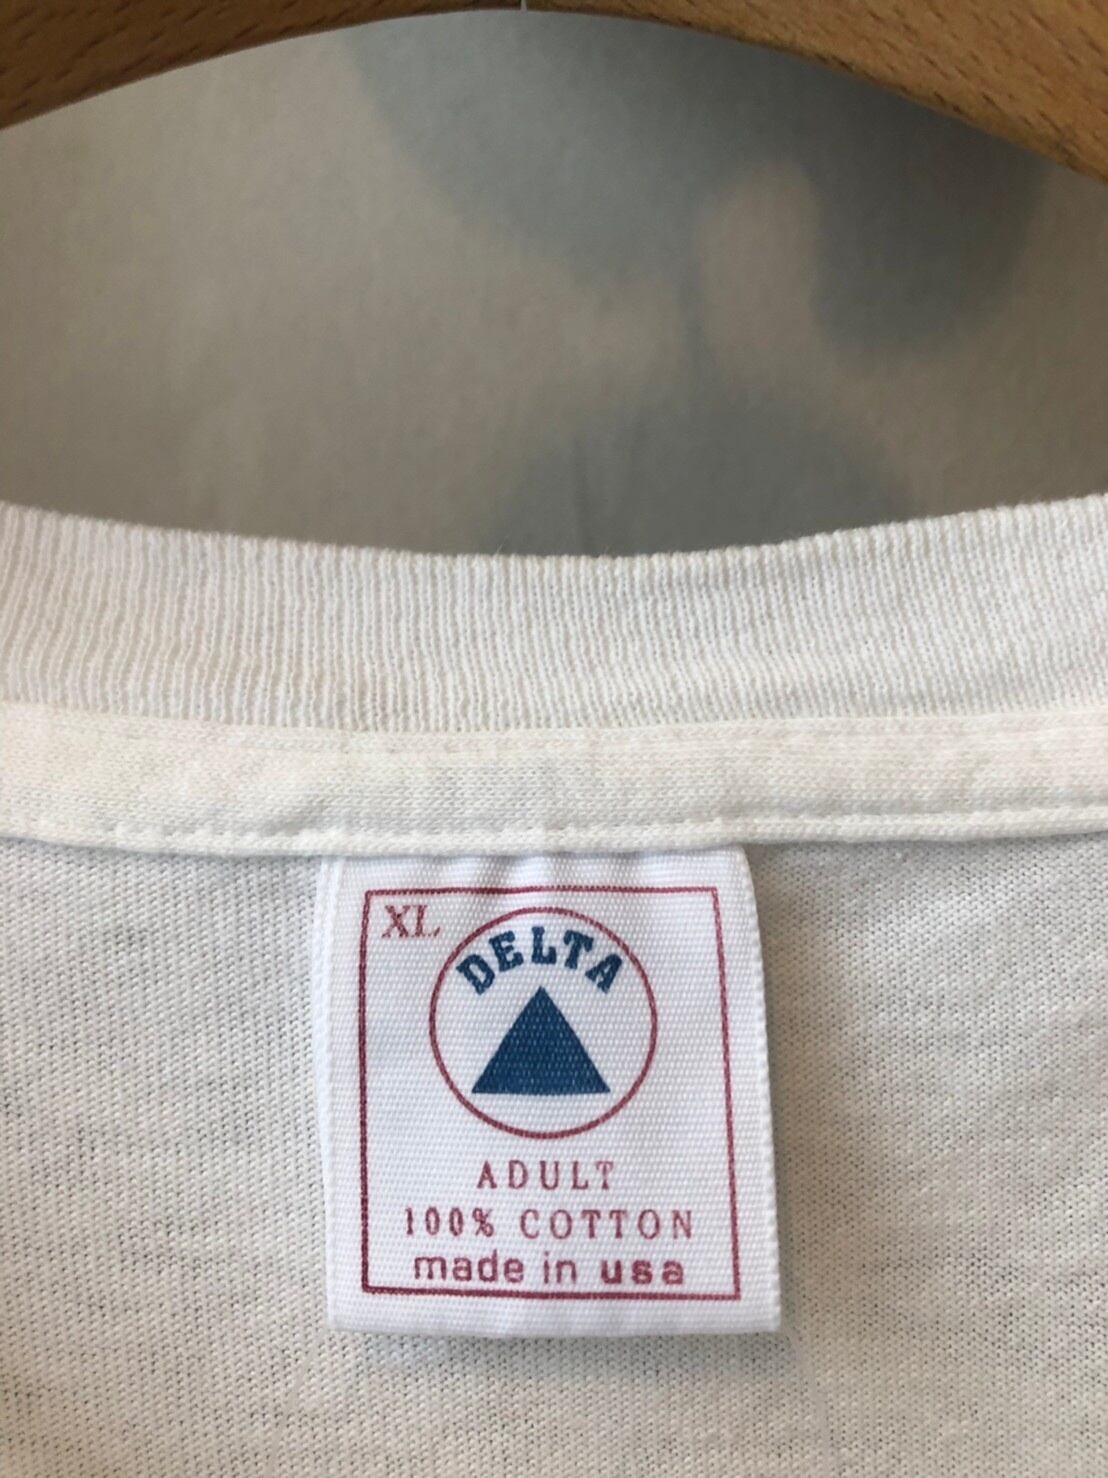 XL
DELTA
ADULT
100% COTTON
made in usa